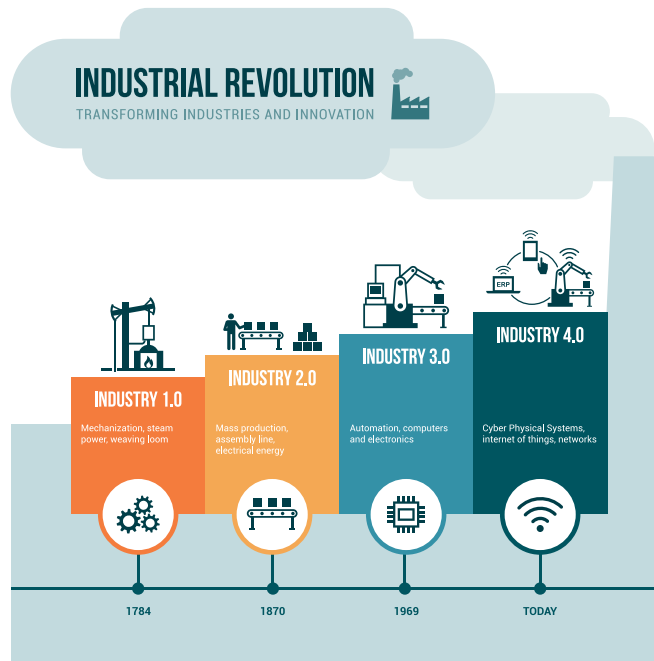 INDUSTRIAL REVOLUTION
TRANSFORMING INDUSTRIES AND INNOVATION
ERP
INDUSTRY 1.0
Mechanization, steam
power, weaving loom
INDUSTRY 2.0
Mass production,
assembly line,
electrical energy
INDUSTRY 3.0
Automation, computers
and electronics
INDUSTRY 4.0
Cyber Physical Systems,
internet of things, networks
1784
1870
1969
TODAY